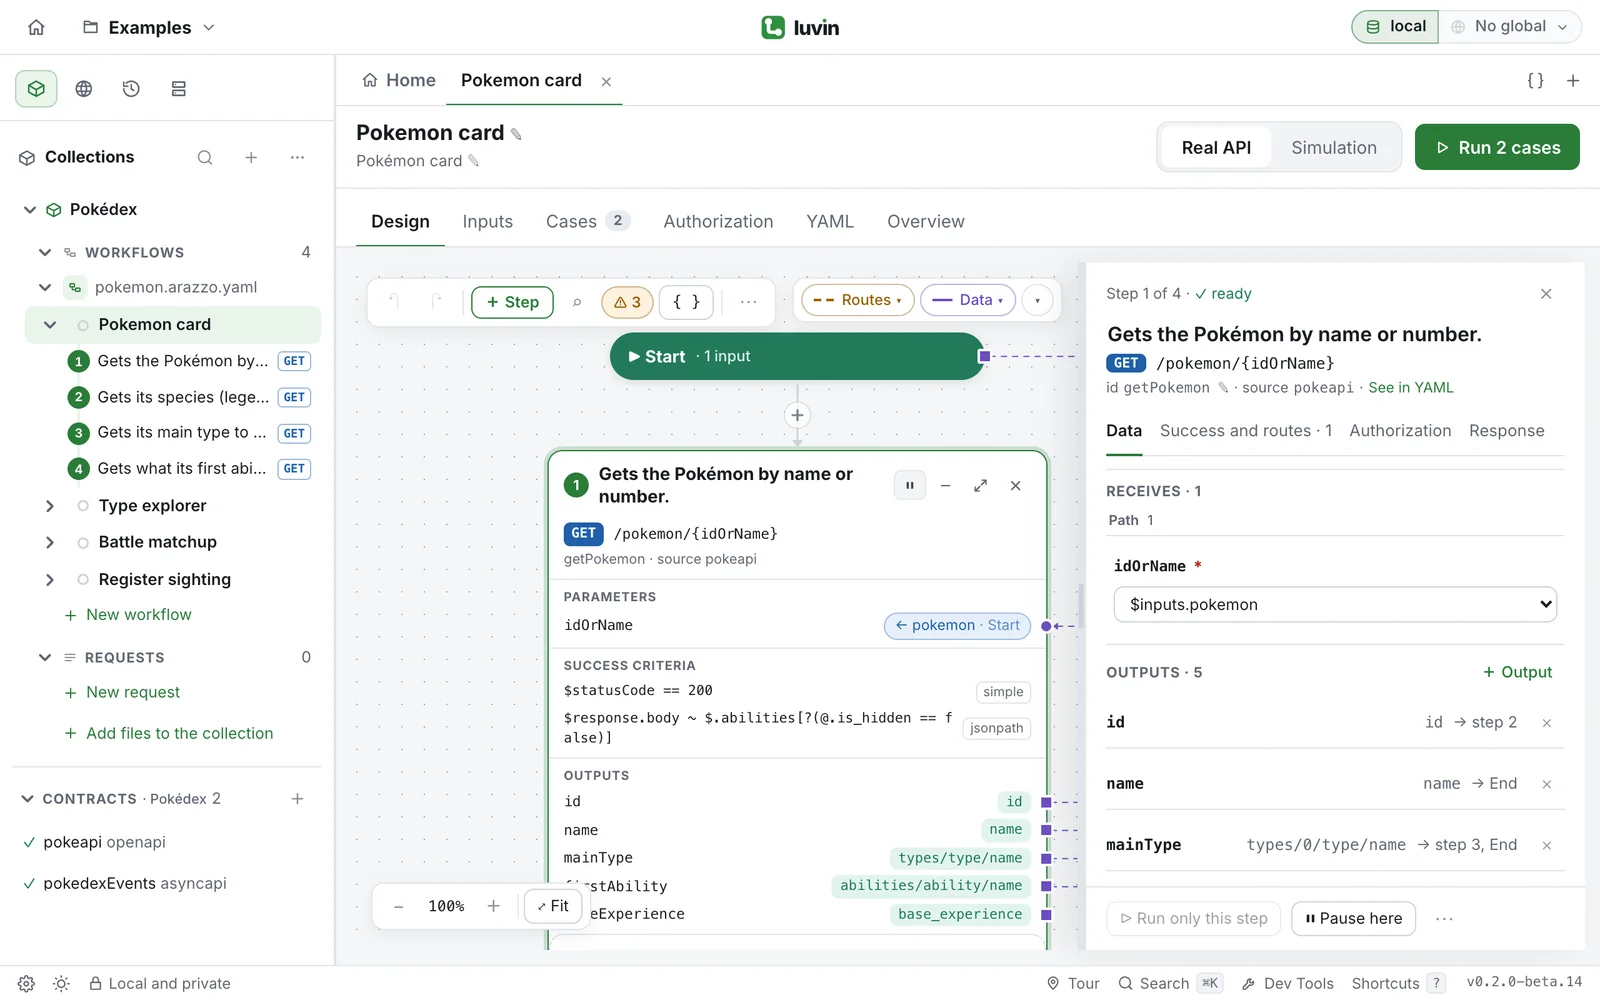 Examples
luvin
local
No global
Home
Pokemon card
{}
Collections
Pokemon card
Pokémon card
Real API
Simulation
Run 2 cases
Pokédex
Design
Inputs
Cases 2
Authorization
YAML
Overview
WORKFLOWS 4
pokemon.arazzo.yaml
Pokemon card
1 Gets the Pokémon by... GET
2 Gets its species (lege... GET
3 Gets its main type to ... GET
4 Gets what its first abi... GET
Type explorer
Battle matchup
Register sighting
+ New workflow
REQUESTS 0
+ New request
+ Add files to the collection
CONTRACTS · Pokédex 2
✓ pokeapi openapi
✓ pokedexEvents asyncapi
+ Step
⚠ 3
{ }
...
Routes
Data
▶ Start · 1 input
1 Gets the Pokémon by name or
number.
GET /pokemon/{idOrName}
getPokemon · source pokeapi
PARAMETERS
idOrName
← pokemon · Start
SUCCESS CRITERIA
$statusCode == 200
simple
$response.body ~ $.abilities[?(@.is_hidden == f
alse)]
jsonpath
OUTPUTS
id id
name name
mainType types/type/name
firstAbility abilities/ability/name
eExperience base_experience
− 100% +
Fit
Step 1 of 4 · ✓ ready
Gets the Pokémon by name or number.
GET /pokemon/{idOrName}
id getPokemon ✎ · source pokeapi · See in YAML
Data
Success and routes · 1
Authorization
Response
RECEIVES · 1
Path 1
idOrName *
$inputs.pokemon
OUTPUTS · 5
+ Output
id id → step 2 ×
name name → End ×
mainType types/0/type/name → step 3, End ×
Run only this step
Pause here
...
Local and private
Tour
Search ⌘K
Dev Tools
Shortcuts ?
v0.2.0-beta.14